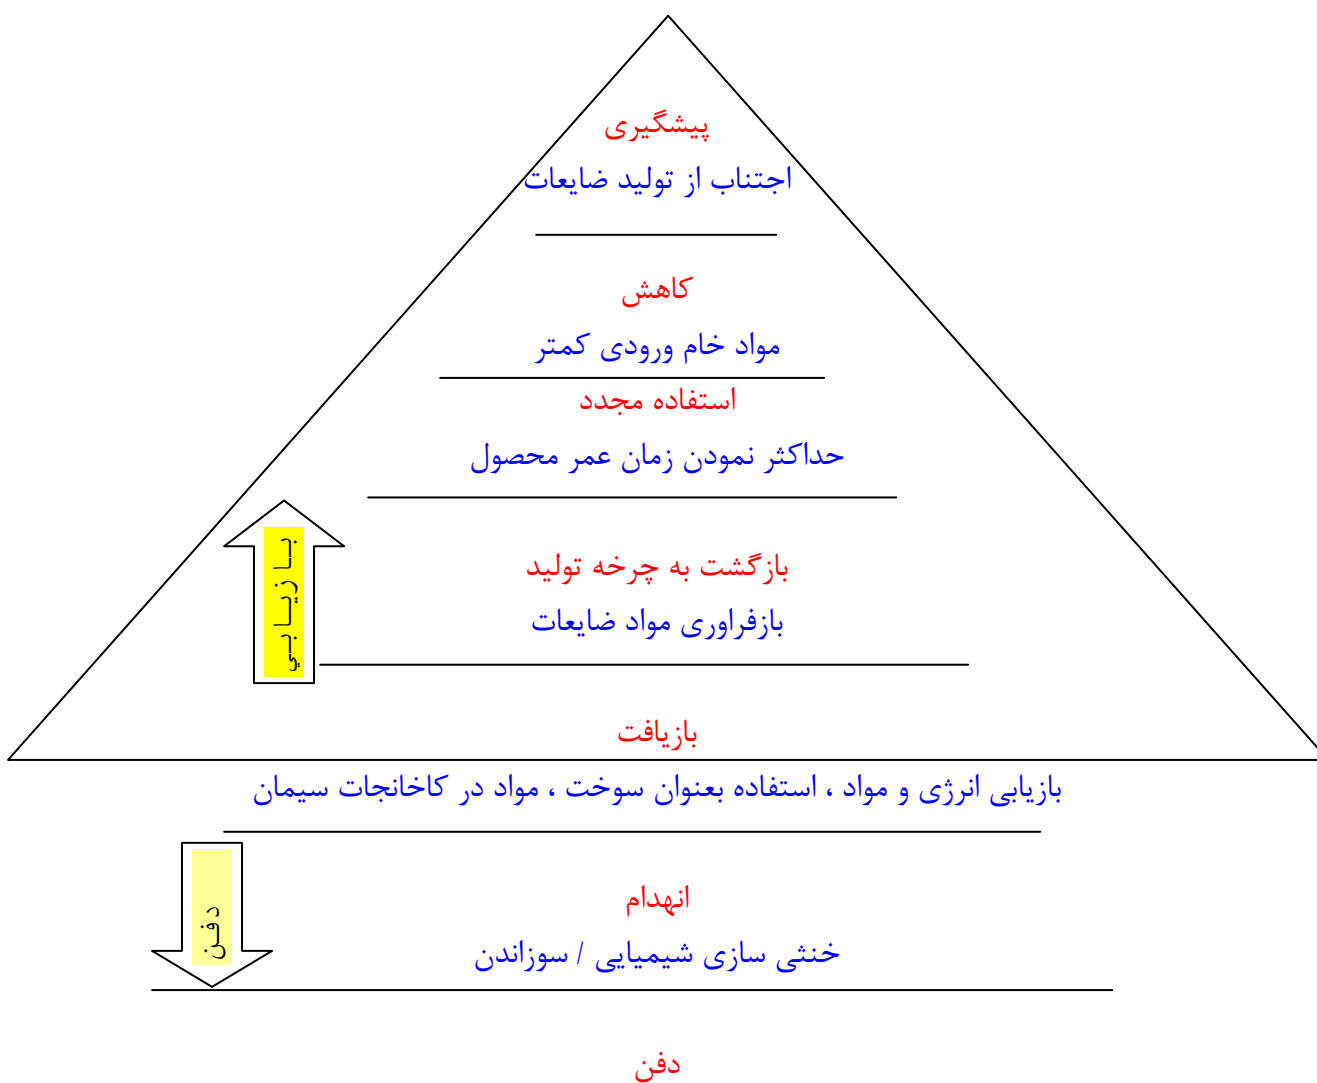 پیشگیری
اجتناب از تولید ضایعات
کاهش
مواد خام ورودی کمتر
استفاده مجدد
حداکثر نمودن زمان عمر محصول
بازگشت به چرخه تولید
بازفراوری مواد ضایعات
بازيابي
بازیافت
بازیابی انرژی و مواد ، استفاده بعنوان سوخت ، مواد در کاخانجات سیمان
انهدام
خنثی سازی شیمیایی / سوزاندن
دفن
دفن